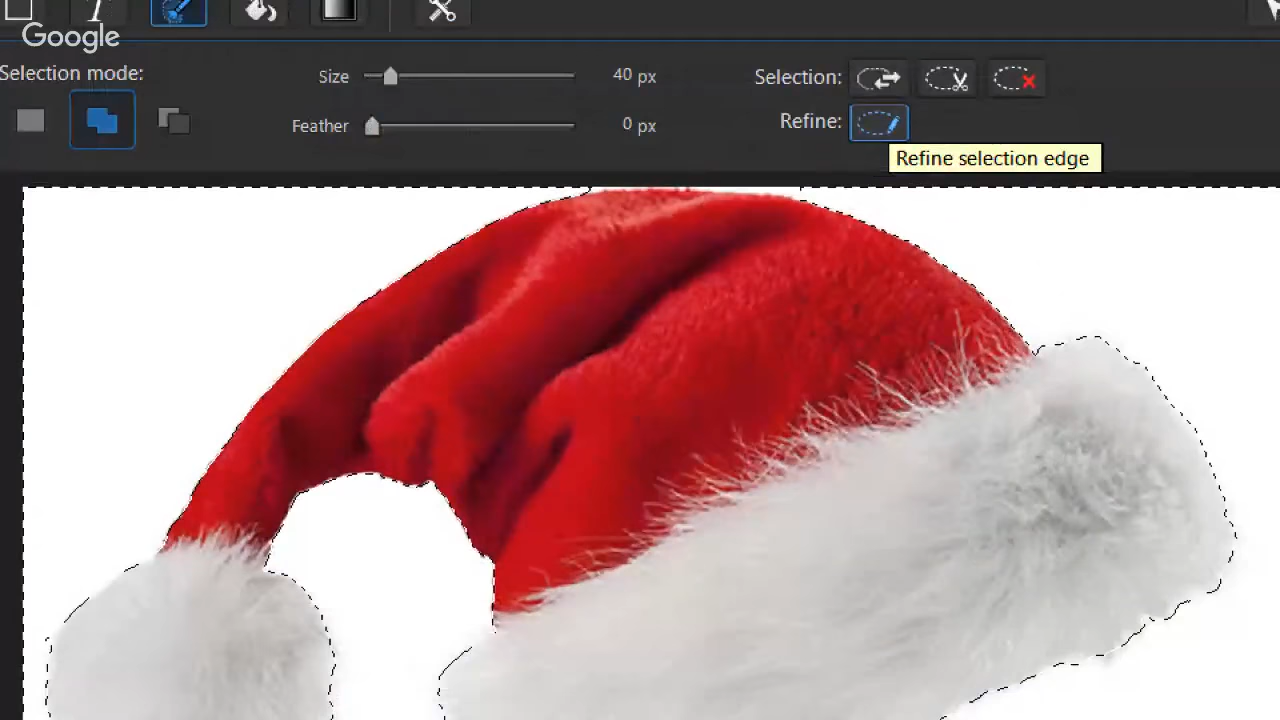 T
Google
Selection mode:
Size
40 px
Selection:
Feather
0 px
Refine:
Refine selection edge